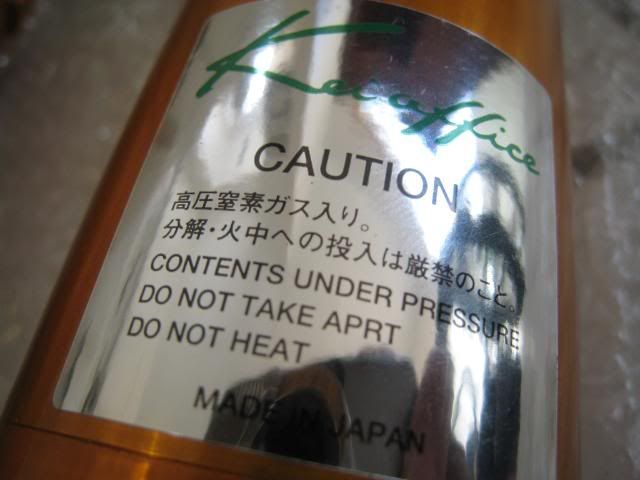 Kei office
CAUTION
高圧窒素ガス入り。
分解・火中への投入は厳禁のこと。
CONTENTS UNDER PRESSURE
DO NOT TAKE APRT
DO NOT HEAT
MADE IN JAPAN